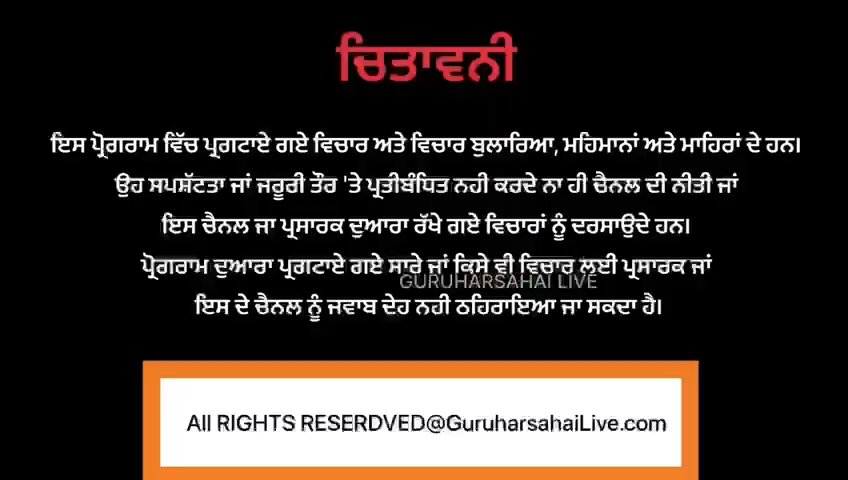 ਚਿਤਾਵਨੀ
ਇਸ ਪ੍ਰੋਗਰਾਮ ਵਿੱਚ ਪ੍ਰਗਟਾਏ ਗਏ ਵਿਚਾਰ ਅਤੇ ਵਿਚਾਰ ਬੁਲਾਰਿਆ, ਮਹਿਮਾਨਾਂ ਅਤੇ ਮਾਹਿਰਾਂ ਦੇ ਹਨ।
ਉਹ ਸਪਸ਼ੱਟਤਾ ਜਾਂ ਜਰੂਰੀ ਤੌਰ 'ਤੇ ਪ੍ਰਤੀਬੰਧਿਤ ਨਹੀ ਕਰਦੇ ਨਾ ਹੀ ਚੈਨਲ ਦੀ ਨੀਤੀ ਜਾਂ
ਇਸ ਚੈਨਲ ਜਾ ਪ੍ਰਸਾਰਕ ਦੁਆਰਾ ਰੱਖੇ ਗਏ ਵਿਚਾਰਾਂ ਨੂੰ ਦਰਸਾਉਦੇ ਹਨ।
ਪ੍ਰੋਗਰਾਮ ਦੁਆਰਾ ਪ੍ਰਗਟਾਏ ਗਏ ਸਾਰੇ ਜਾਂ ਕਿਸੇ ਵੀ ਵਿਚਾਰ ਲਈ ਪ੍ਰਸਾਰਕ ਜਾਂ
GURUHARSAHAI LIVE
ਇਸ ਦੇ ਚੈਨਲ ਨੂੰ ਜਵਾਬ ਦੇਹ ਨਹੀ ਠਹਿਰਾਇਆ ਜਾ ਸਕਦਾ ਹੈ।
All RIGHTS RESERDVED@GuruharsahaiLive.com